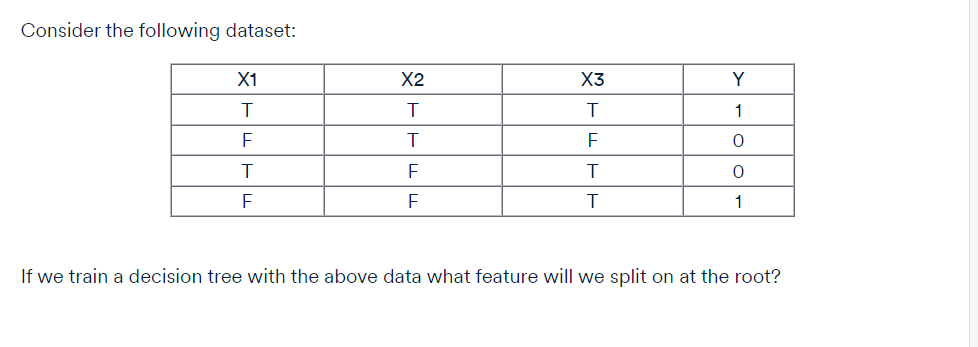 Consider the following dataset:
X1 X2 X3 Y
T T T 1
F T F 0
T F T 0
F F T 1
If we train a decision tree with the above data what feature will we split on at the root?